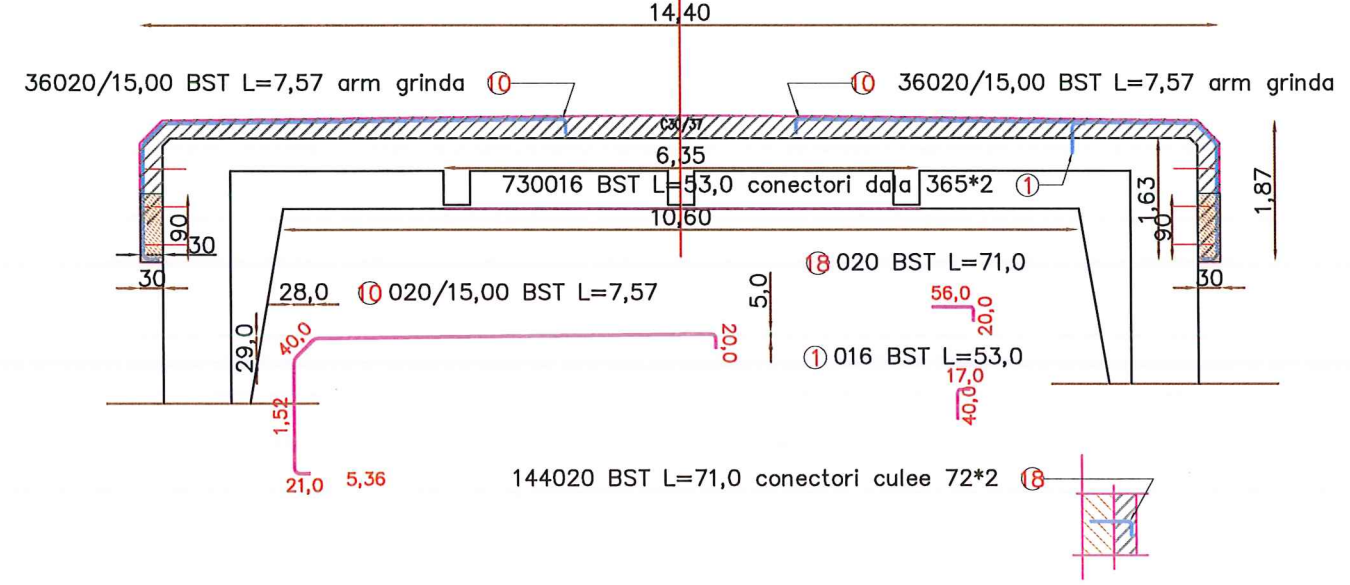 14,40
36020/15,00 BST L=7,57 arm grinda 10
10 36020/15,00 BST L=7,57 arm grinda
C30/37
6,35
730016 BST L=53,0 conectori dala 365*2 1
1,63
1,87
90
90
10,60
30
30
30
18 020 BST L=71,0
28,0
10 020/15,00 BST L=7,57
5,0
56,0
20,0
29,0
40,0
20,0
1 016 BST L=53,0
17,0
40,0
1,52
21,0
5,36
144020 BST L=71,0 conectori culee 72*2 18